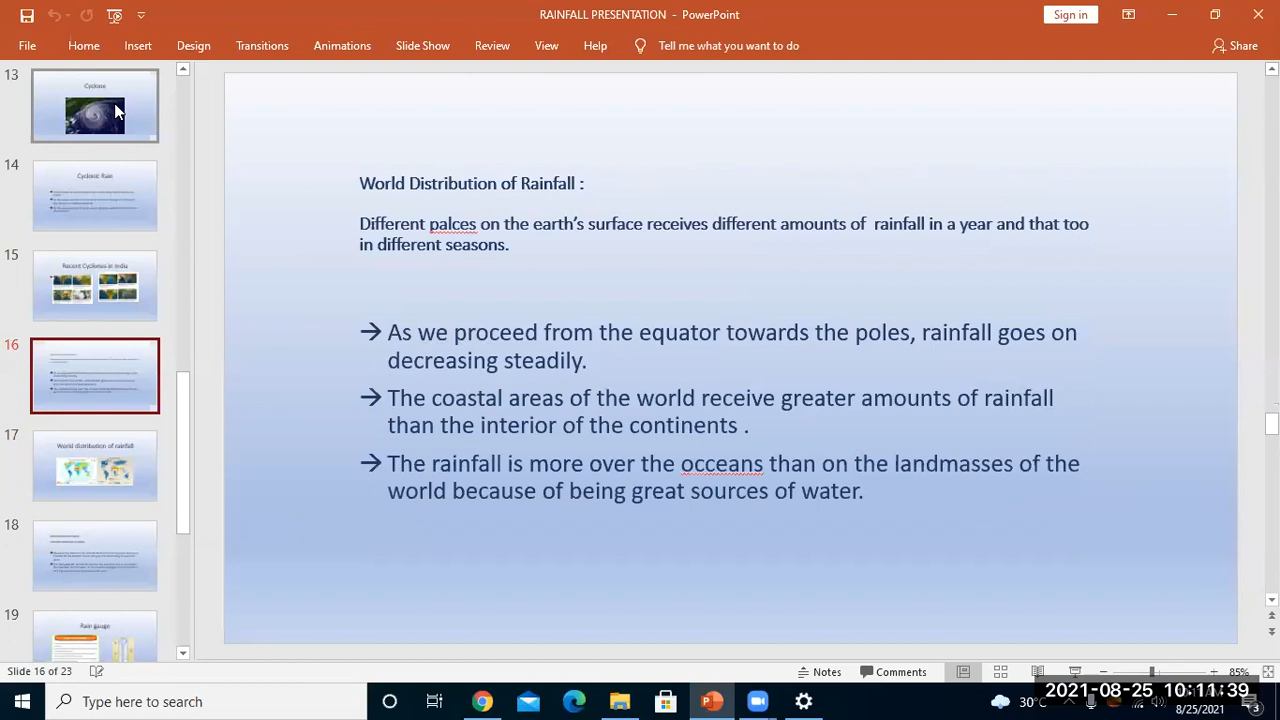 RAINFALL PRESENTATION - PowerPoint
Sign in
File Home Insert Design Transitions Animations Slide Show Review View Help Tell me what you want to do Share
13
Cyclone
14
Cyclonic Rain
15
Recent Cyclones in India
16
17
World distribution of rainfall
18
19
Rain gauge
World Distribution of Rainfall :
Different palces on the earth's surface receives different amounts of rainfall in a year and that too
in different seasons.
→ As we proceed from the equator towards the poles, rainfall goes on
decreasing steadily.
→ The coastal areas of the world receive greater amounts of rainfall
than the interior of the continents .
→ The rainfall is more over the occeans than on the landmasses of the
world because of being great sources of water.
Slide 16 of 23 Notes Comments 85%
Type here to search 30°C
2021-08-25 10:11:39
8/25/2021